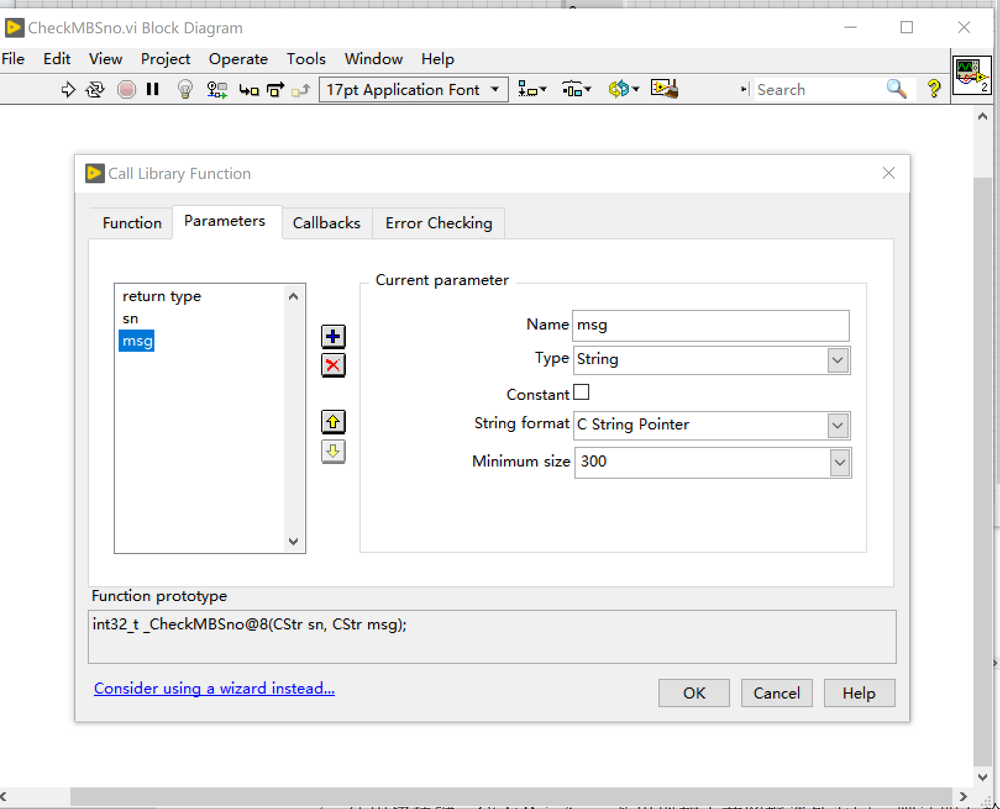 CheckMBSno.vi Block Diagram
File Edit View Project Operate Tools Window Help
17pt Application Font
Search
2
Call Library Function
Function Parameters Callbacks Error Checking
return type
sn
msg
Current parameter
Name msg
Type String
Constant
String format C String Pointer
Minimum size 300
Function prototype
int32_t _CheckMBSno@8(CStr sn, CStr msg);
Consider using a wizard instead...
OK Cancel Help